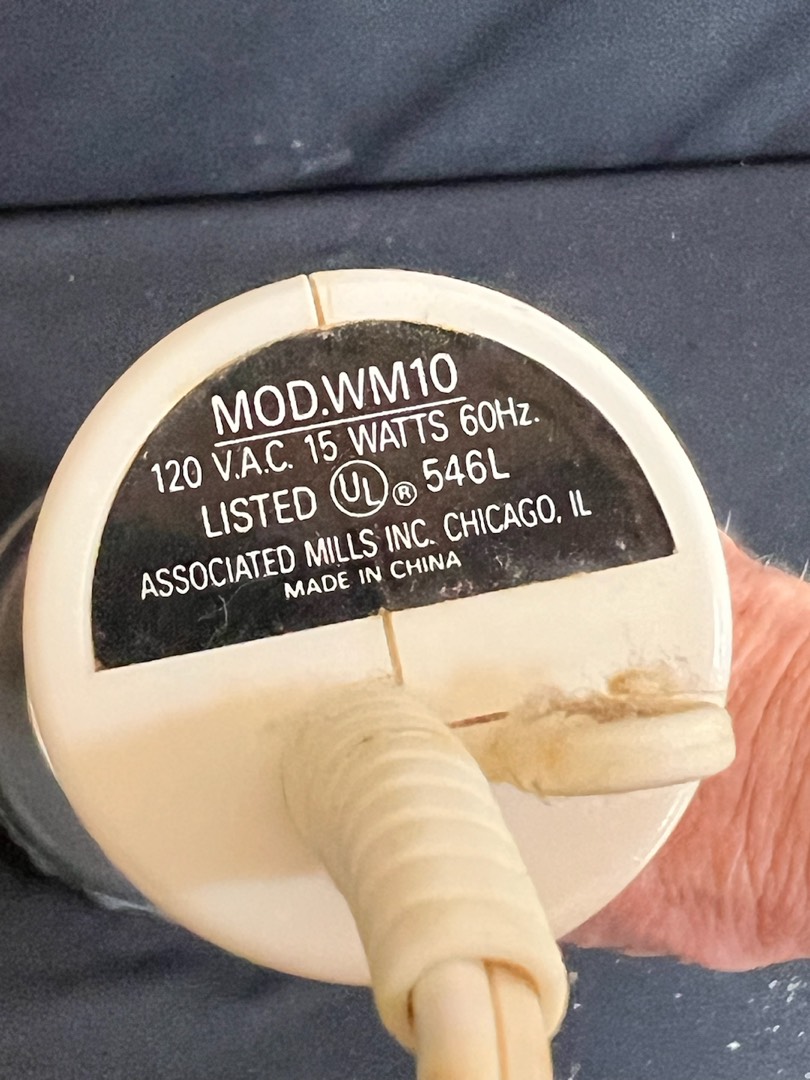 MOD.WM10
120 V.A.C. 15 WATTS 60Hz.
LISTED UL ® 546L
ASSOCIATED MILLS INC. CHICAGO, IL
MADE IN CHINA